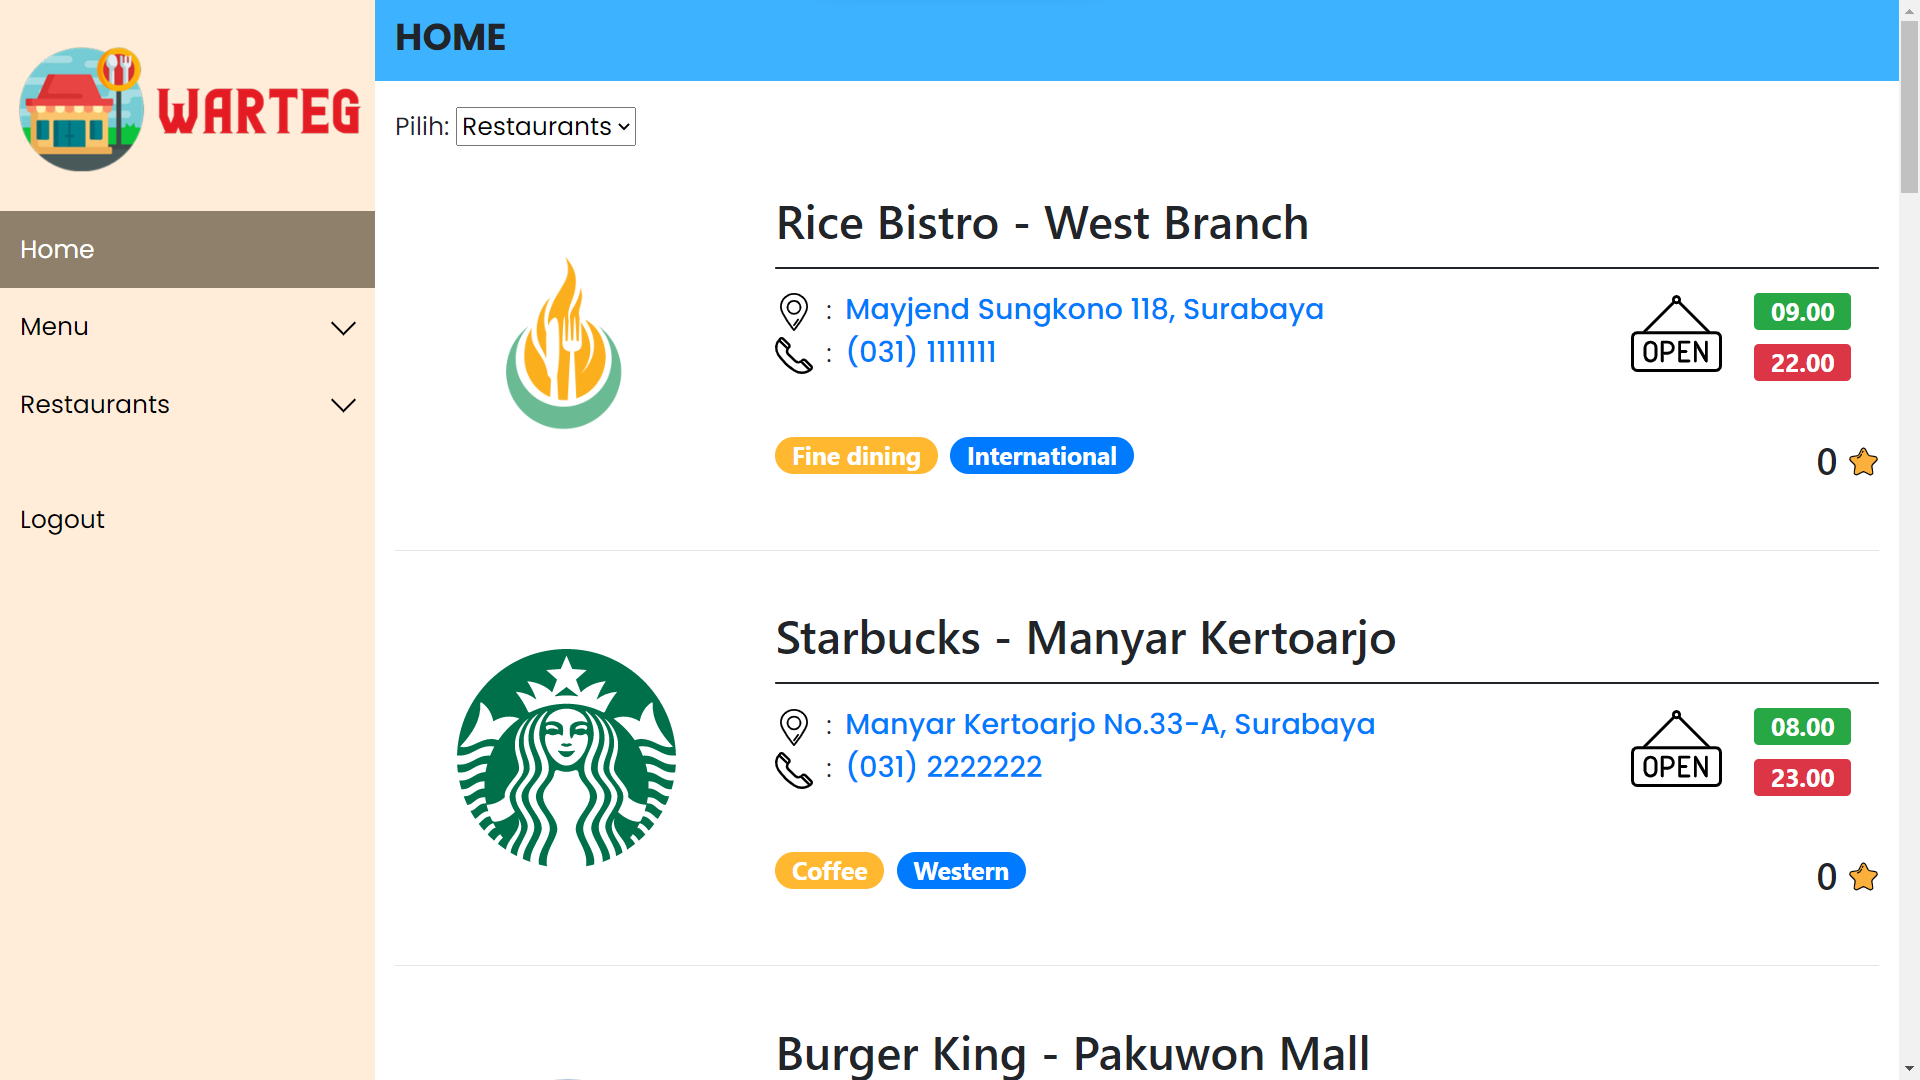 WARTEG
Home
Menu
Restaurants
Logout
HOME
Pilih: Restaurants
Rice Bistro - West Branch
: Mayjend Sungkono 118, Surabaya
: (031) 1111111
OPEN
09.00
22.00
Fine dining International
0
Starbucks - Manyar Kertoarjo
: Manyar Kertoarjo No.33-A, Surabaya
: (031) 2222222
OPEN
08.00
23.00
Coffee Western
0
Burger King - Pakuwon Mall